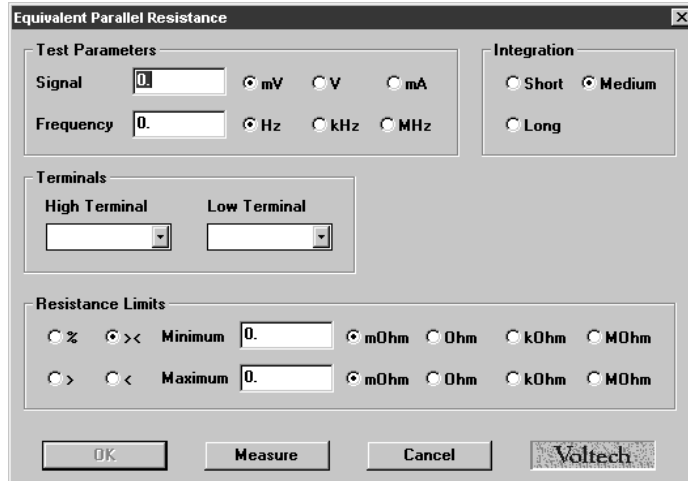 Equivalent Parallel Resistance
Test Parameters
Signal 0. mV V mA
Frequency 0. Hz kHz MHz
Integration
Short Medium
Long
Terminals
High Terminal Low Terminal
Resistance Limits
% >< Minimum 0. mOhm Ohm kOhm MOhm
> < Maximum 0. mOhm Ohm kOhm MOhm
OK Measure Cancel Voltech